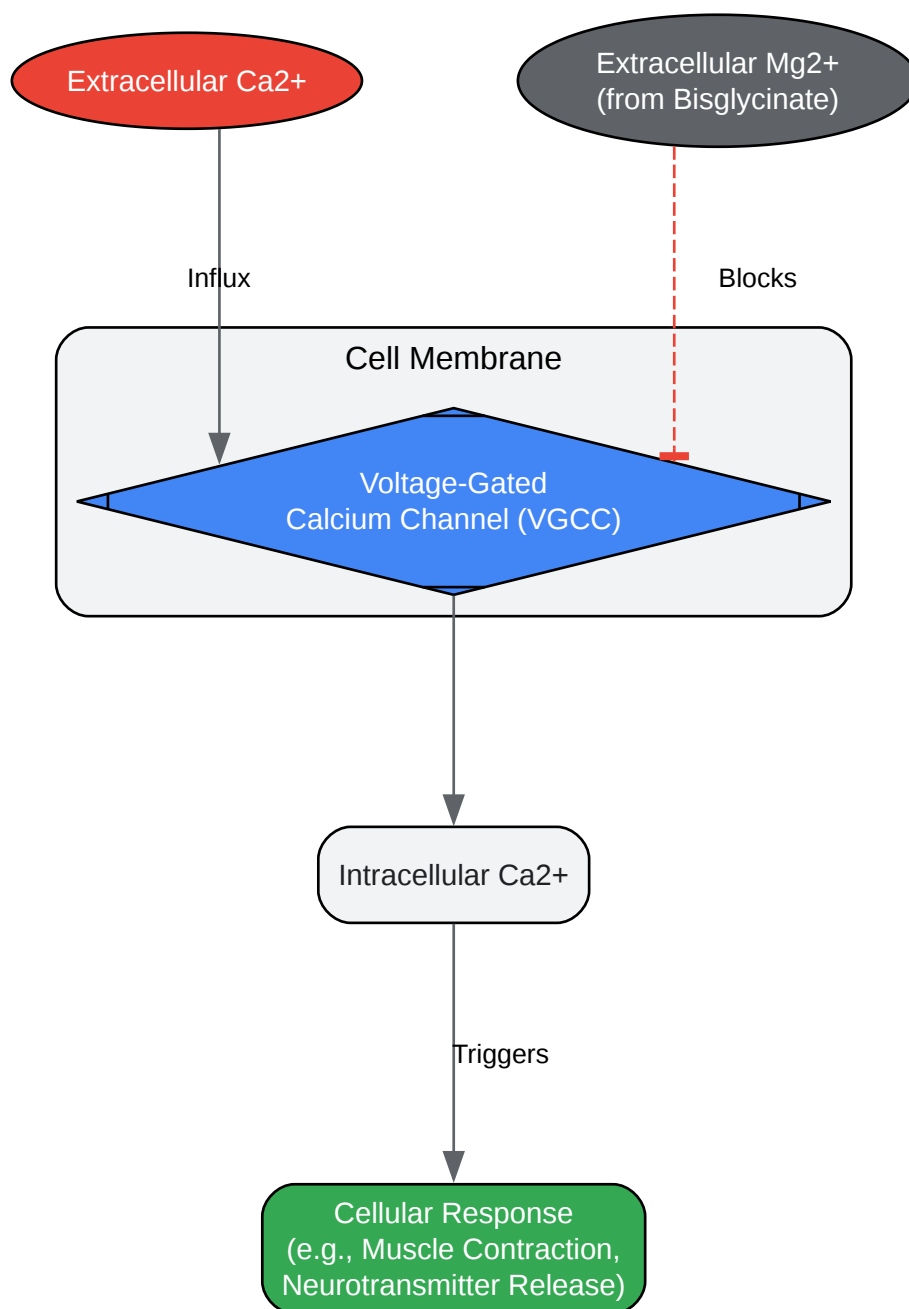 Extracellular Ca2+
Extracellular Mg2+
(from Bisglycinate)
Influx
Blocks
Cell Membrane
Voltage-Gated
Calcium Channel (VGCC)
Intracellular Ca2+
Triggers
Cellular Response
(e.g., Muscle Contraction,
Neurotransmitter Release)